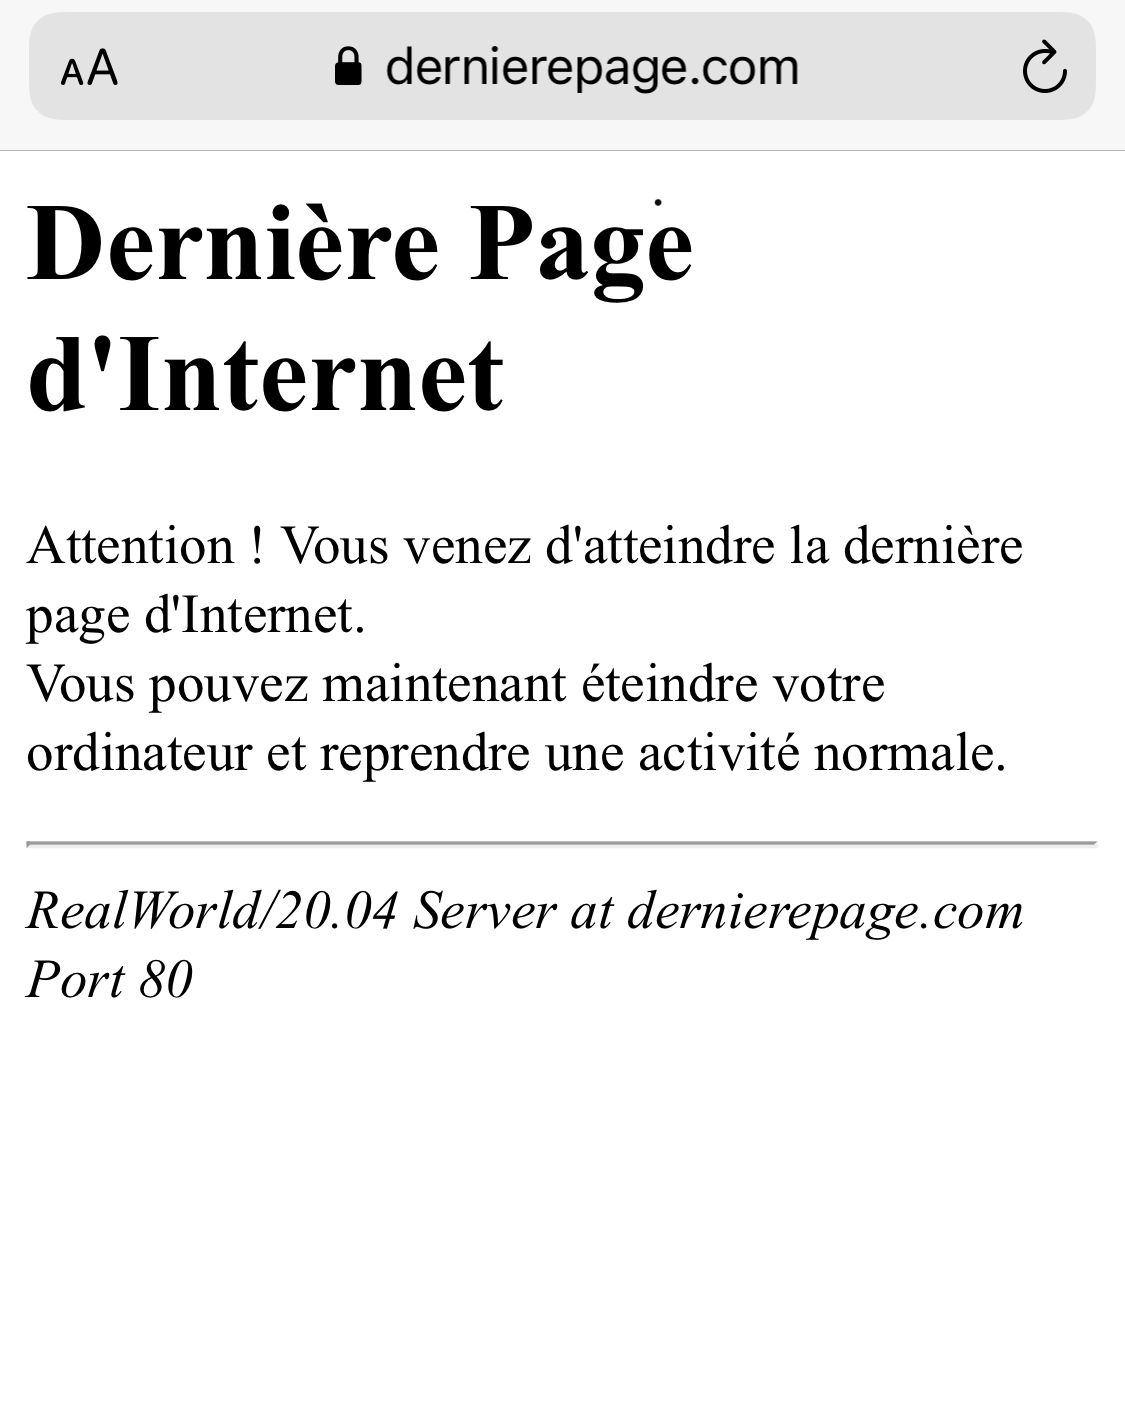 AA dernierepage.com
Dernière Page
d'Internet
Attention ! Vous venez d'atteindre la dernière
page d'Internet.
Vous pouvez maintenant éteindre votre
ordinateur et reprendre une activité normale.
RealWorld/20.04 Server at dernierepage.com
Port 80